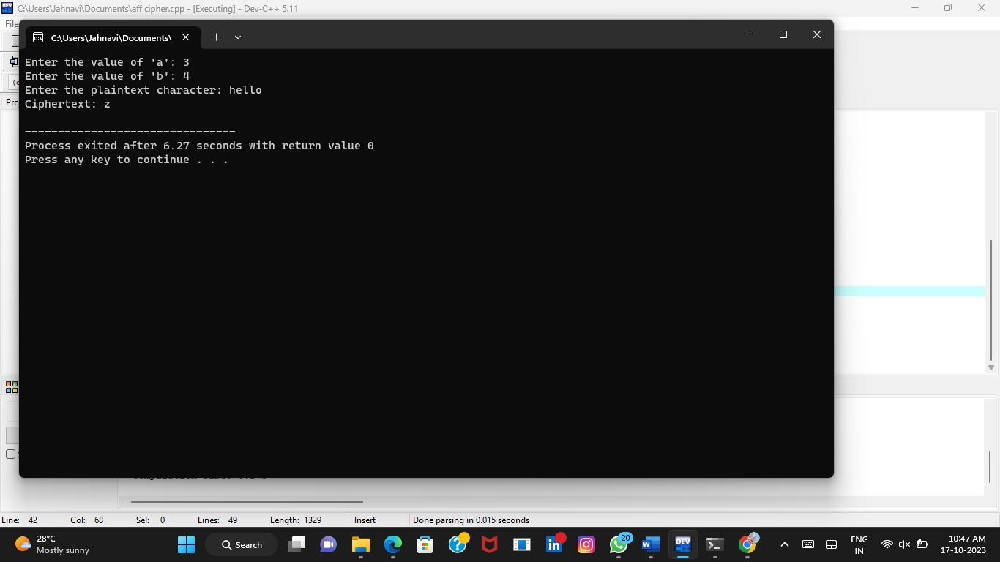 C:\Users\Jahnavi\Documents\aff cipher.cpp - [Executing] - Dev-C++ 5.11
File
C:\Users\Jahnavi\Documents\
Enter the value of 'a': 3
Enter the value of 'b': 4
Enter the plaintext character: hello
Ciphertext: z
--------------------------------
Process exited after 6.27 seconds with return value 0
Press any key to continue . . .
Line: 42 Col: 68 Sel: 0 Lines: 49 Length: 1329 Insert Done parsing in 0.015 seconds
28°C
Mostly sunny
Search
20
DEV
C++
ENG
IN
10:47 AM
17-10-2023